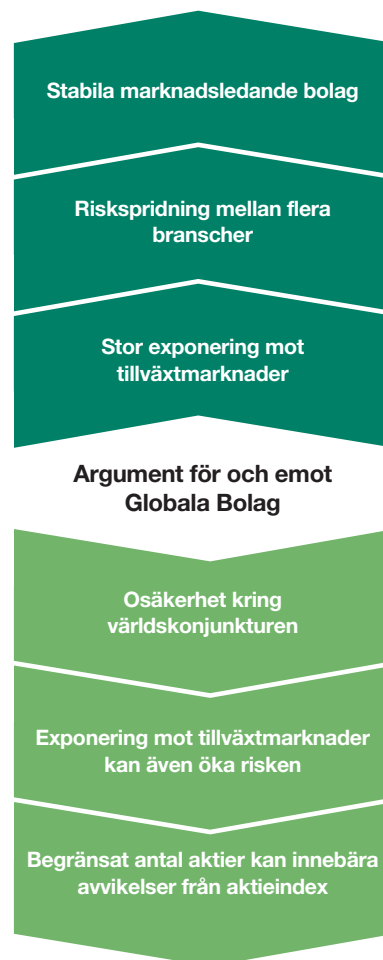 Stabila marknadsledande bolag
Riskspridning mellan flera
branscher
Stor exponering mot
tillväxtmarknader
Argument för och emot
Globala Bolag
Osäkerhet kring
världskonjunkturen
Exponering mot tillväxtmarknader
kan även öka risken
Begränsat antal aktier kan innebära
avvikelser från aktieindex